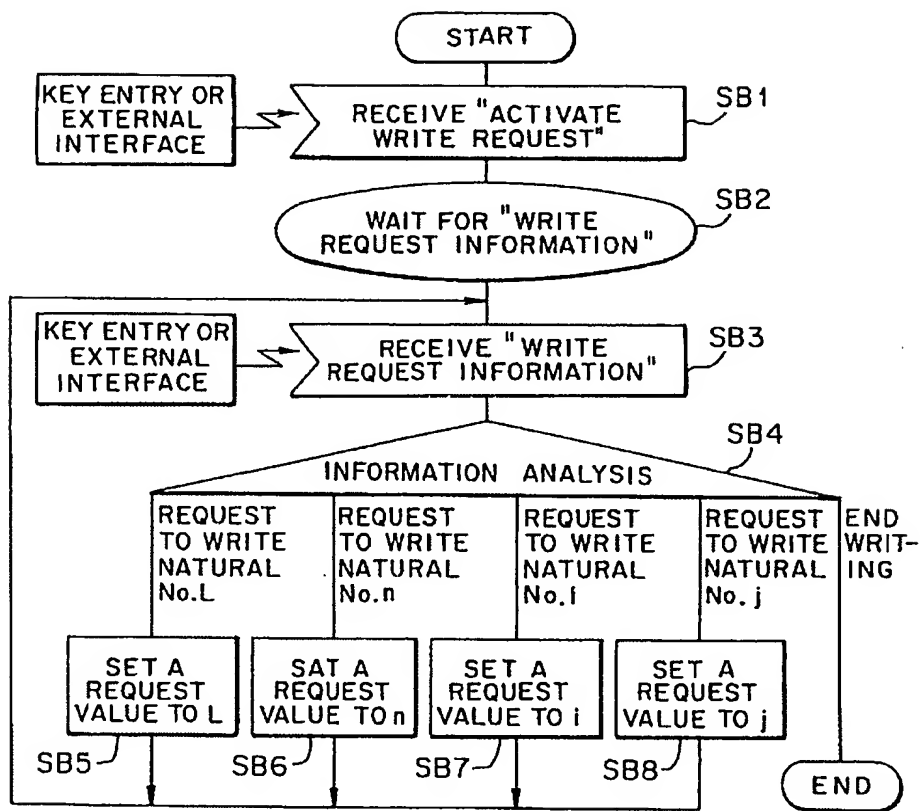 START
KEY ENTRY OR
EXTERNAL
INTERFACE
RECEIVE "ACTIVATE
WRITE REQUEST"
SB1
WAIT FOR "WRITE
REQUEST INFORMATION"
SB2
KEY ENTRY OR
EXTERNAL
INTERFACE
RECEIVE "WRITE
REQUEST INFORMATION"
SB3
INFORMATION ANALYSIS
SB4
REQUEST
TO WRITE
NATURAL
No.L
REQUEST
TO WRITE
NATURAL
No.n
REQUEST
TO WRITE
NATURAL
No.i
REQUEST
TO WRITE
NATURAL
No.j
END
WRIT-
ING
SET A
REQUEST
VALUE TO L
SAT A
REQUEST
VALUE TO n
SET A
REQUEST
VALUE TO i
SET A
REQUEST
VALUE TO j
SB5
SB6
SB7
SB8
END